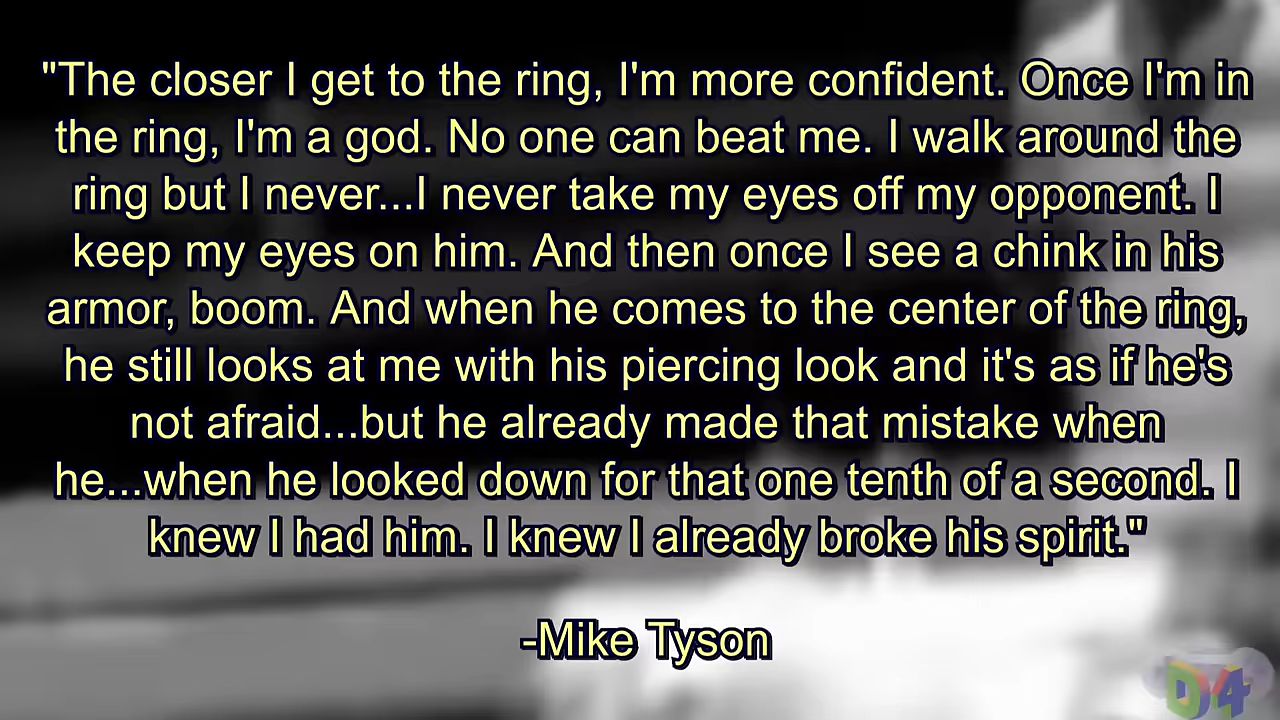 "The closer I get to the ring, I'm more confident. Once I'm in
the ring, I'm a god. No one can beat me. I walk around the
ring but I never...I never take my eyes off my opponent. I
keep my eyes on him. And then once I see a chink in his
armor, boom. And when he comes to the center of the ring,
he still looks at me with his piercing look and it's as if he's
not afraid...but he already made that mistake when
he...when he looked down for that one tenth of a second. I
knew I had him. I knew I already broke his spirit."
-Mike Tyson